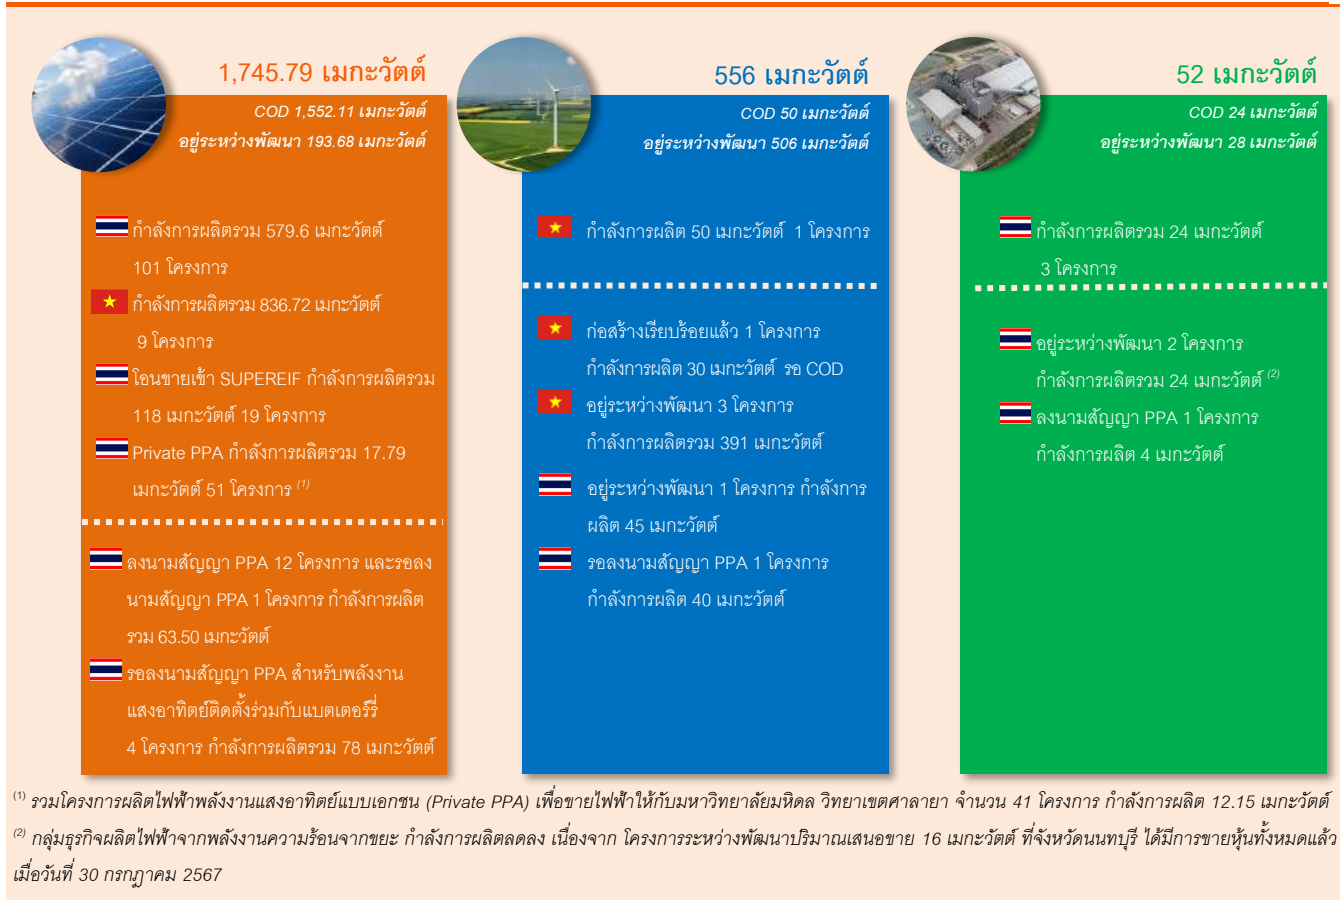 1,745.79 เมกะวัตต์
COD 1,552.11 เมกะวัตต์
อยู่ระหว่างพัฒนา 193.68 เมกะวัตต์
กำลังการผลิตรวม 579.6 เมกะวัตต์
101 โครงการ
กำลังการผลิตรวม 836.72 เมกะวัตต์
9 โครงการ
โอนขายเข้า SUPEREIF กำลังการผลิตรวม
118 เมกะวัตต์ 19 โครงการ
Private PPA กำลังการผลิตรวม 17.79
เมกะวัตต์ 51 โครงการ (1)
ลงนามสัญญา PPA 12 โครงการ และรอลง
นามสัญญา PPA 1 โครงการ กำลังการผลิต
รวม 63.50 เมกะวัตต์
รอลงนามสัญญา PPA สำหรับพลังงาน
แสงอาทิตย์ติดตั้งร่วมกับแบตเตอร์รี่
4 โครงการ กำลังการผลิตรวม 78 เมกะวัตต์
556 เมกะวัตต์
COD 50 เมกะวัตต์
อยู่ระหว่างพัฒนา 506 เมกะวัตต์
กำลังการผลิต 50 เมกะวัตต์ 1 โครงการ
ก่อสร้างเรียบร้อยแล้ว 1 โครงการ
กำลังการผลิต 30 เมกะวัตต์ รอ COD
อยู่ระหว่างพัฒนา 3 โครงการ
กำลังการผลิตรวม 391 เมกะวัตต์
อยู่ระหว่างพัฒนา 1 โครงการ กำลังการ
ผลิต 45 เมกะวัตต์
รอลงนามสัญญา PPA 1 โครงการ
กำลังการผลิต 40 เมกะวัตต์
52 เมกะวัตต์
COD 24 เมกะวัตต์
อยู่ระหว่างพัฒนา 28 เมกะวัตต์
กำลังการผลิตรวม 24 เมกะวัตต์
3 โครงการ
อยู่ระหว่างพัฒนา 2 โครงการ
กำลังการผลิตรวม 24 เมกะวัตต์ (2)
ลงนามสัญญา PPA 1 โครงการ
กำลังการผลิต 4 เมกะวัตต์
(1) รวมโครงการผลิตไฟฟ้าพลังงานแสงอาทิตย์แบบเอกชน (Private PPA) เพื่อขายไฟฟ้าให้กับมหาวิทยาลัยมหิดล วิทยาเขตศาลายา จำนวน 41 โครงการ กำลังการผลิต 12.15 เมกะวัตต์
(2) กลุ่มธุรกิจผลิตไฟฟ้าจากพลังงานความร้อนจากขยะ กำลังการผลิตลดลง เนื่องจาก โครงการระหว่างพัฒนาปริมาณเสนอขาย 16 เมกะวัตต์ ที่จังหวัดนนทบุรี ได้มีการขายหุ้นทั้งหมดแล้ว
เมื่อวันที่ 30 กรกฎาคม 2567